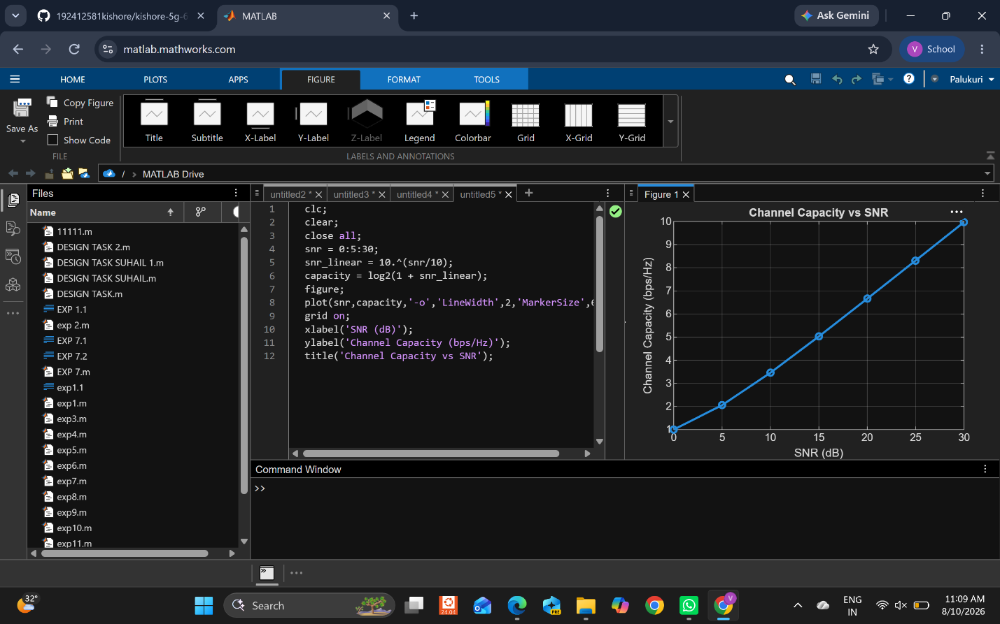 192412581kishore/kishore-5g-6
MATLAB
Ask Gemini
matlab.mathworks.com
V
School
HOME
PLOTS
APPS
FIGURE
FORMAT
TOOLS
Palukuri
Save As
Copy Figure
Print
Show Code
FILE
Title
Subtitle
X-Label
Y-Label
Z-Label
Legend
Colorbar
Grid
X-Grid
Y-Grid
LABELS AND ANNOTATIONS
/ › MATLAB Drive
Files
Name
11111.m
DESIGN TASK 2.m
DESIGN TASK SUHAIL 1.m
DESIGN TASK SUHAIL.m
DESIGN TASK.m
EXP 1.1
exp 2.m
EXP 7.1
EXP 7.2
EXP 7.m
exp1.1
exp1.m
exp3.m
exp4.m
exp5.m
exp6.m
exp7.m
exp8.m
exp9.m
exp10.m
exp11.m
untitled2 *
untitled3 *
untitled4 *
untitled5 *
1 clc;
2 clear;
3 close all;
4 snr = 0:5:30;
5 snr_linear = 10.^(snr/10);
6 capacity = log2(1 + snr_linear);
7 figure;
8 plot(snr,capacity,'-o','LineWidth',2,'MarkerSize',6
9 grid on;
10 xlabel('SNR (dB)');
11 ylabel('Channel Capacity (bps/Hz)');
12 title('Channel Capacity vs SNR');
Figure 1
Channel Capacity vs SNR
Channel Capacity (bps/Hz)
10
9
8
7
6
5
4
3
2
1
0 5 10 15 20 25 30
SNR (dB)
Command Window
>>
32°
Search
24.04
PRE
V
ENG
IN
11:09 AM
8/10/2026